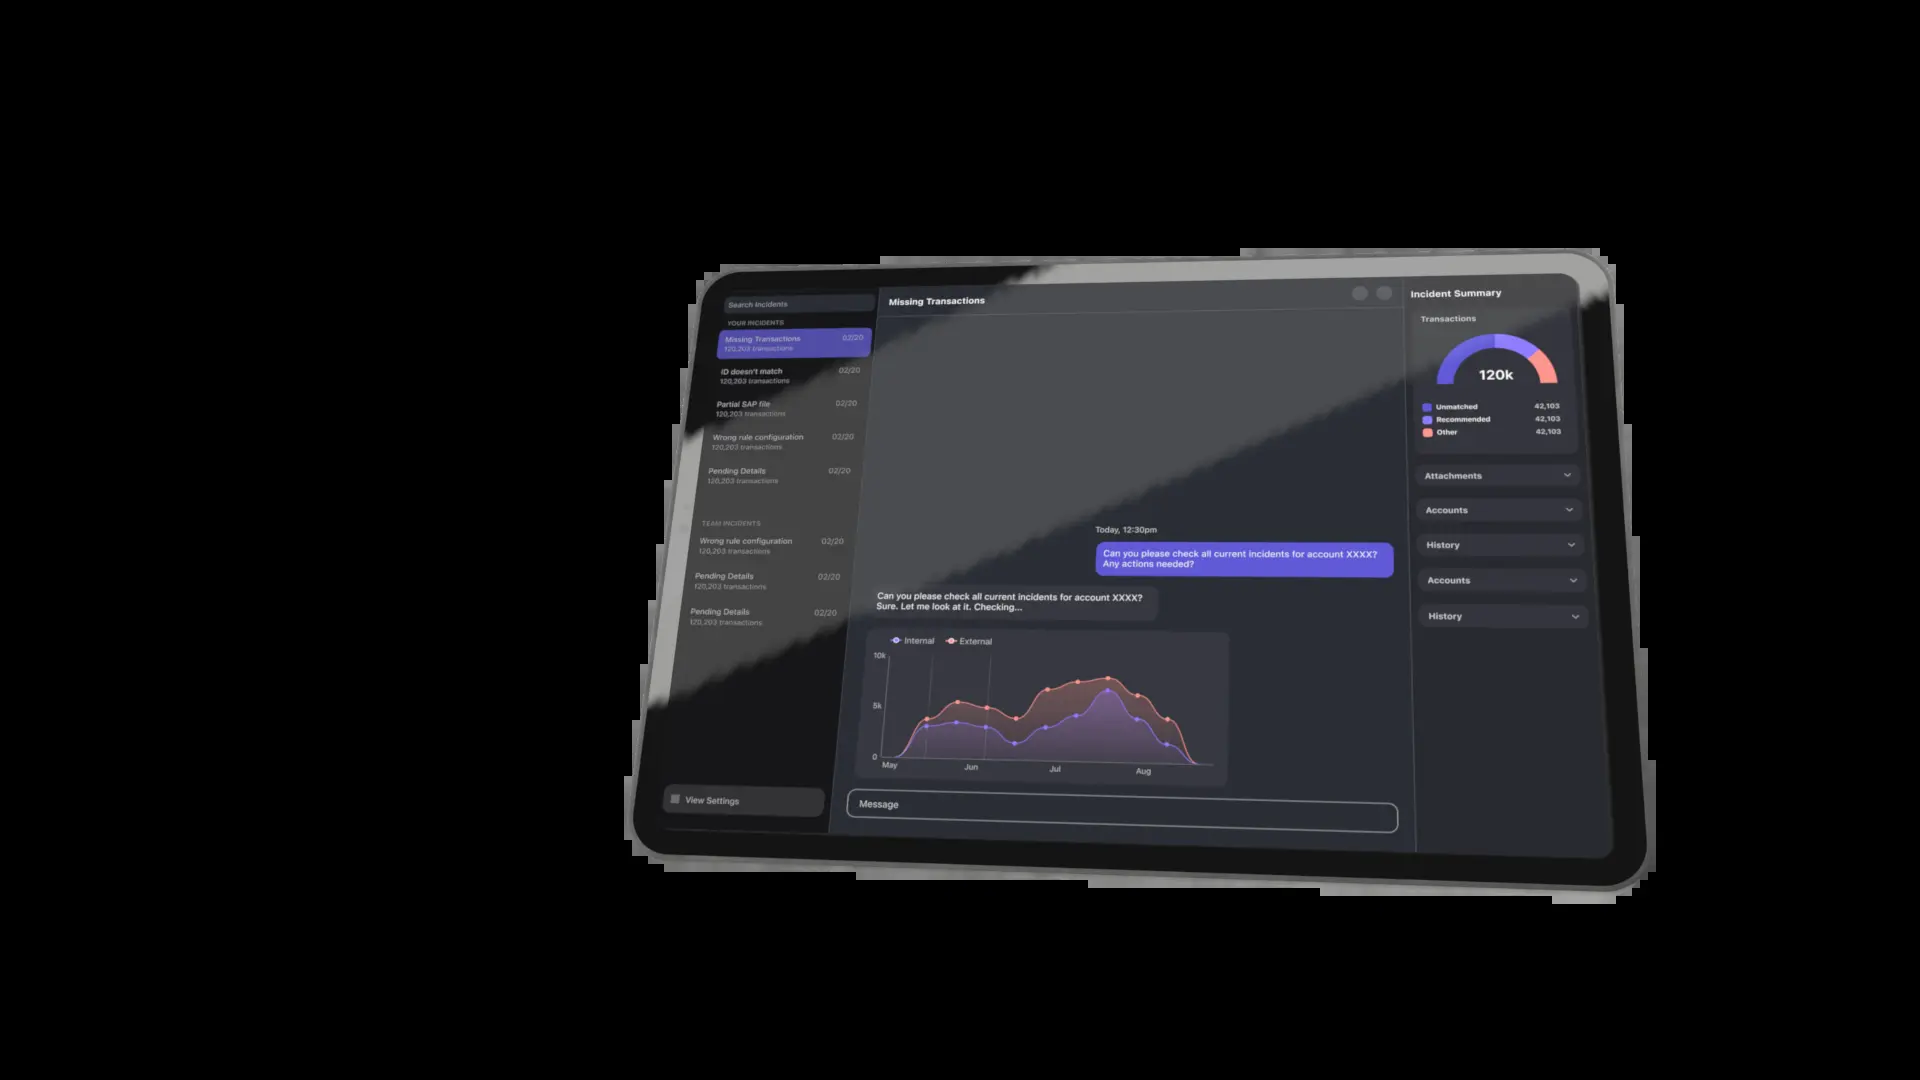 Search Incidents
YOUR INCIDENTS
Missing Transactions 02/20
120,203 transactions
ID doesn't match 02/20
120,203 transactions
Partial SAP file 02/20
120,203 transactions
Wrong rule configuration 02/20
120,203 transactions
Pending Details 02/20
120,203 transactions
TEAM INCIDENTS
Wrong rule configuration 02/20
120,203 transactions
Pending Details 02/20
120,203 transactions
Pending Details 02/20
120,203 transactions
View Settings
Missing Transactions
Today, 12:30pm
Can you please check all current incidents for account XXXX?
Any actions needed?
Can you please check all current incidents for account XXXX?
Sure. Let me look at it. Checking...
Internal External
10k
5k
0
May Jun Jul Aug
Message
Incident Summary
Transactions
120k
Unmatched 42,103
Recommended 42,103
Other 42,103
Attachments
Accounts
History
Accounts
History